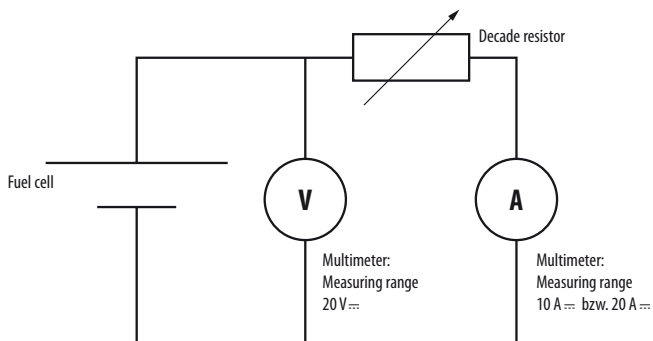 Decade resistor
Fuel cell
V
A
Multimeter:
Measuring range
20 V⎓
Multimeter:
Measuring range
10 A⎓ bzw. 20 A⎓